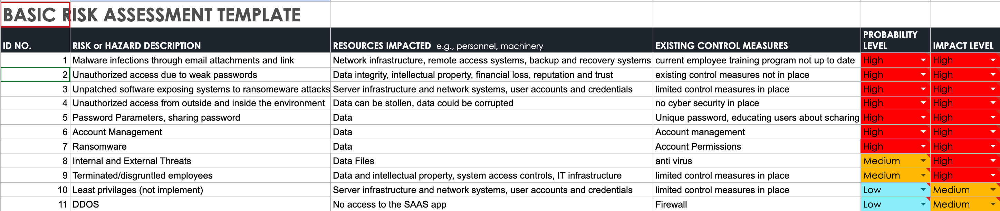 BASIC RISK ASSESSMENT TEMPLATE
ID NO. RISK or HAZARD DESCRIPTION RESOURCES IMPACTED e.g., personnel, machinery EXISTING CONTROL MEASURES PROBABILITY LEVEL IMPACT LEVEL
1 Malware infections through email attachments and link Network infrastructure, remote access systems, backup and recovery systems current employee training program not up to date High High
2 Unauthorized access due to weak passwords Data integrity, intellectual property, financial loss, reputation and trust existing control measures not in place High High
3 Unpatched software exposing systems to ransomeware attacks Server infrastructure and network systems, user accounts and credentials limited control measures in place High High
4 Unauthorized access from outside and inside the environment Data can be stollen, data could be corrupted no cyber security in place High High
5 Password Parameters, sharing password Data Unique password, educating users about scharing High High
6 Account Management Data Account management High High
7 Ransomware Data Account Permissions High High
8 Internal and External Threats Data Files anti virus Medium High
9 Terminated/disgruntled employees Data and intellectual property, system access controls, IT infrastructure limited control measures in place Medium High
10 Least privilages (not implement) Server infrastructure and network systems, user accounts and credentials limited control measures in place Low Medium
11 DDOS No access to the SAAS app Firewall Low Medium